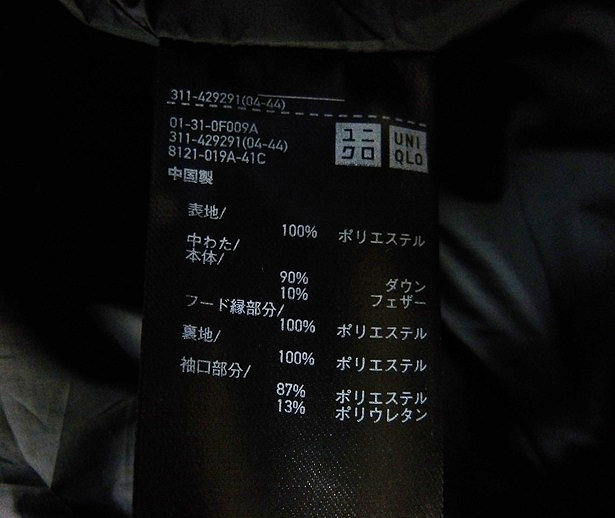 311-429291(04-44)
01-31-0F009A
311-429291(04-44)
8121-019A-41C
中国製
ユニ
クロ
UNI
QLO
表地/
100% ポリエステル
中わた/
本体/
90% ダウン
10% フェザー
フード縁部分/
100% ポリエステル
裏地/
100% ポリエステル
袖口部分/
87% ポリエステル
13% ポリウレタン